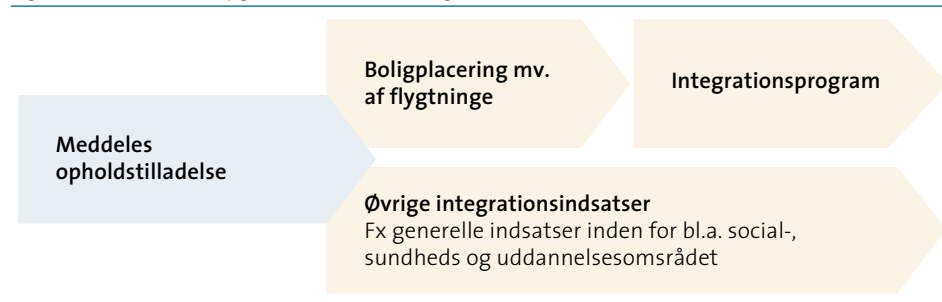 Meddeles
opholdstilladelse
Boligplacering mv.
af flygtninge
Integrationsprogram
Øvrige integrationsindsatser
Fx generelle indsatser inden for bl.a. social-,
sundheds og uddannelsesområdet